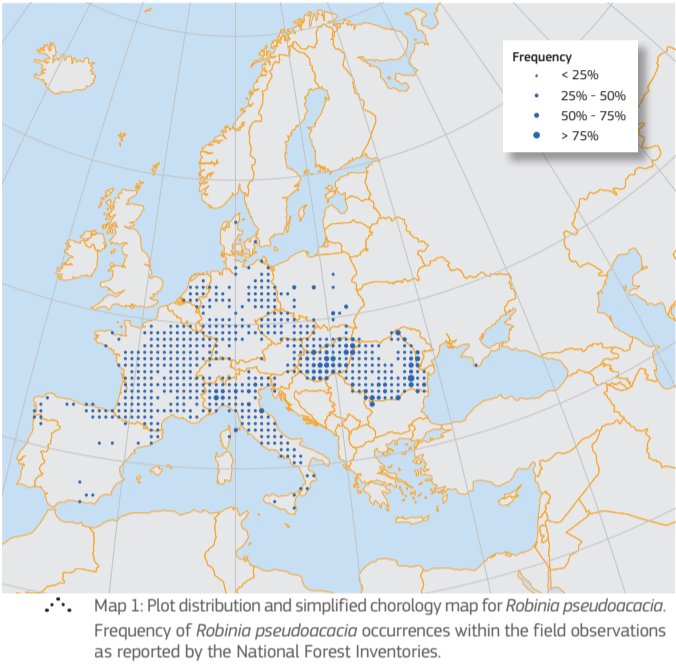 Frequency
< 25%
25% - 50%
50% - 75%
> 75%
Map 1: Plot distribution and simplified chorology map for Robinia pseudoacacia.
Frequency of Robinia pseudoacacia occurrences within the field observations
as reported by the National Forest Inventories.